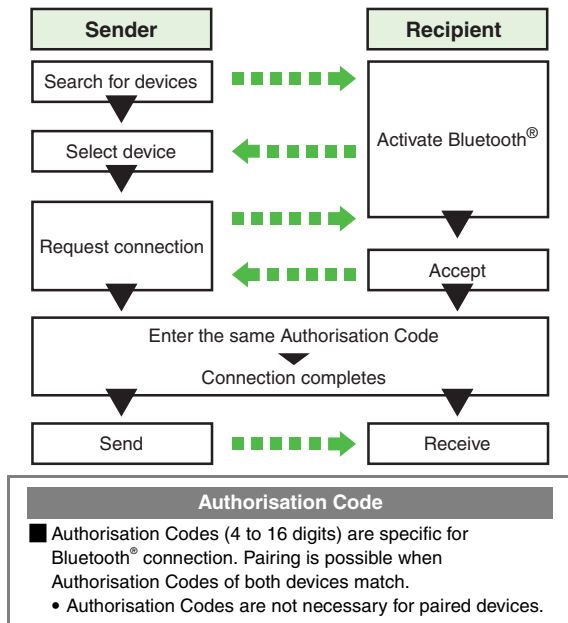 Sender
Recipient
Search for devices
Activate Bluetooth®
Select device
Request connection
Accept
Enter the same Authorisation Code
Connection completes
Send
Receive
Authorisation Code
Authorisation Codes (4 to 16 digits) are specific for
Bluetooth® connection. Pairing is possible when
Authorisation Codes of both devices match.
• Authorisation Codes are not necessary for paired devices.